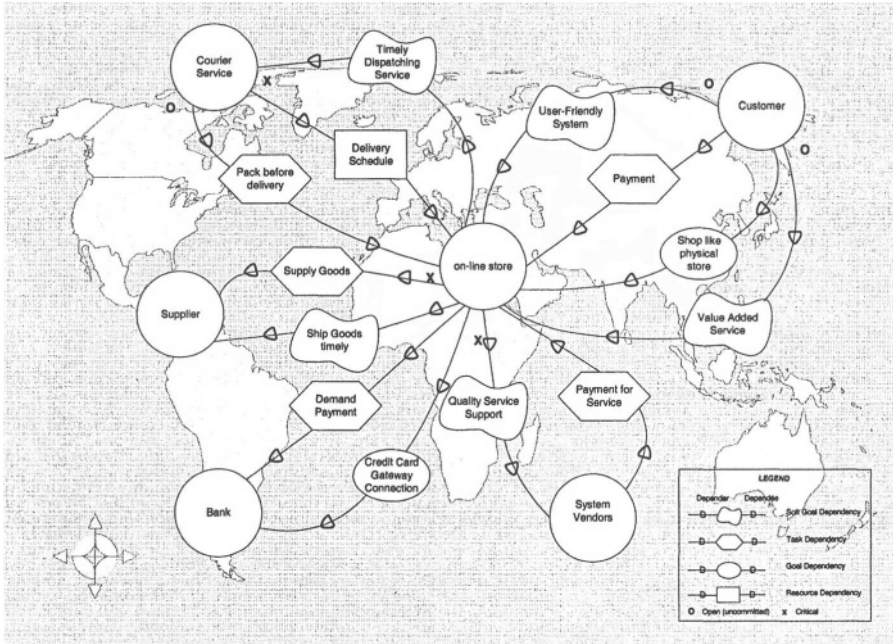 Courier
Service
Timely
Dispatching
Service
X
O
O
Customer
User-Friendly
System
O
Delivery
Schedule
Pack before
delivery
Payment
on-line store
Shop like
physical
store
Supply Goods
X
Supplier
Ship Goods
timely
Value Added
Service
X
Demand
Payment
Quality Service
Support
Payment for
Service
Credit Card
Gateway
Connection
Bank
System
Vendors
LEGEND
Depender Dependee
D D Soft Goal Dependency
D D Task Dependency
D D Goal Dependency
D D Resource Dependency
O Open (uncommitted) x Critical